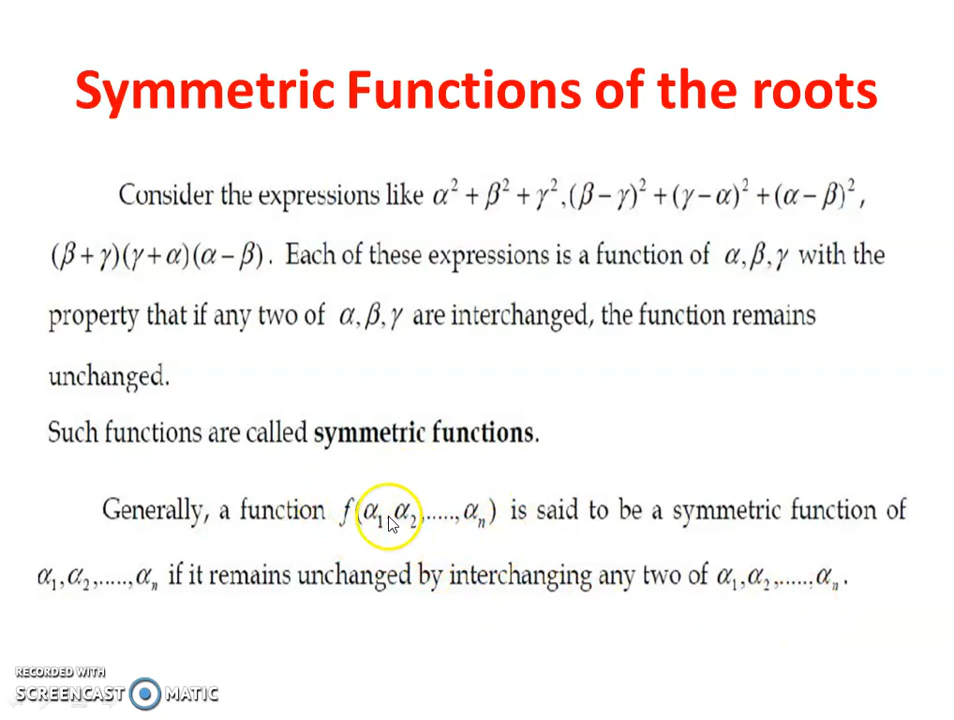 Symmetric Functions of the roots
Consider the expressions like α² + β² + γ², (β − γ)² + (γ − α)² + (α − β)²,
(β + γ)(γ + α)(α − β). Each of these expressions is a function of α, β, γ with the
property that if any two of α, β, γ are interchanged, the function remains
unchanged.
Such functions are called symmetric functions.
Generally, a function f(α₁, α₂, ....., αₙ) is said to be a symmetric function of
α₁, α₂, ....., αₙ if it remains unchanged by interchanging any two of α₁, α₂, ....., αₙ.
RECORDED WITH
SCREENCAST MATIC